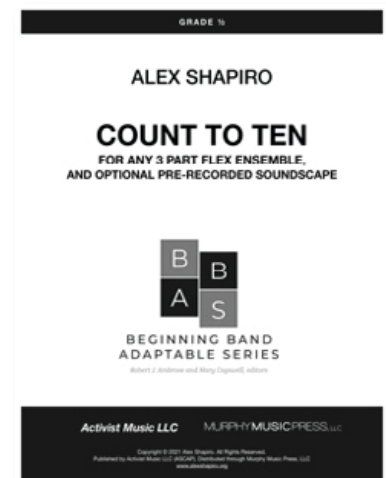 GRADE ½
ALEX SHAPIRO
COUNT TO TEN
FOR ANY 3 PART FLEX ENSEMBLE,
AND OPTIONAL PRE-RECORDED SOUNDSCAPE
B
B
A
S
BEGINNING BAND
ADAPTABLE SERIES
Robert J. Ambrose and Mary Cogswell, editors
Activist Music LLC MURPHYMUSICPRESS,LLC
Copyright © 2021 Alex Shapiro. All Rights Reserved.
Published by Activist Music LLC (ASCAP). Distributed through Murphy Music Press, LLC
www.alexshapiro.org